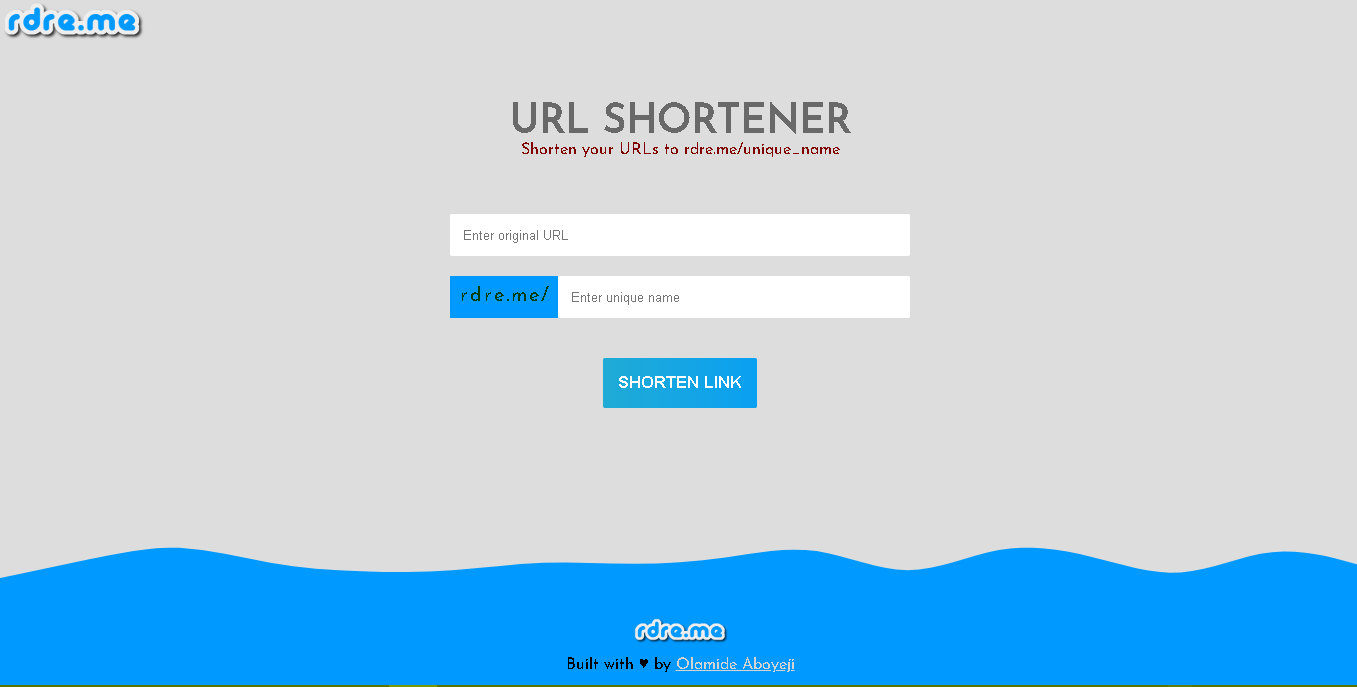 rdre.me
URL SHORTENER
Shorten your URLs to rdre.me/unique_name
Enter original URL
rdre.me/ Enter unique name
SHORTEN LINK
rdre.me
Built with ♥ by Olamide Aboyeji